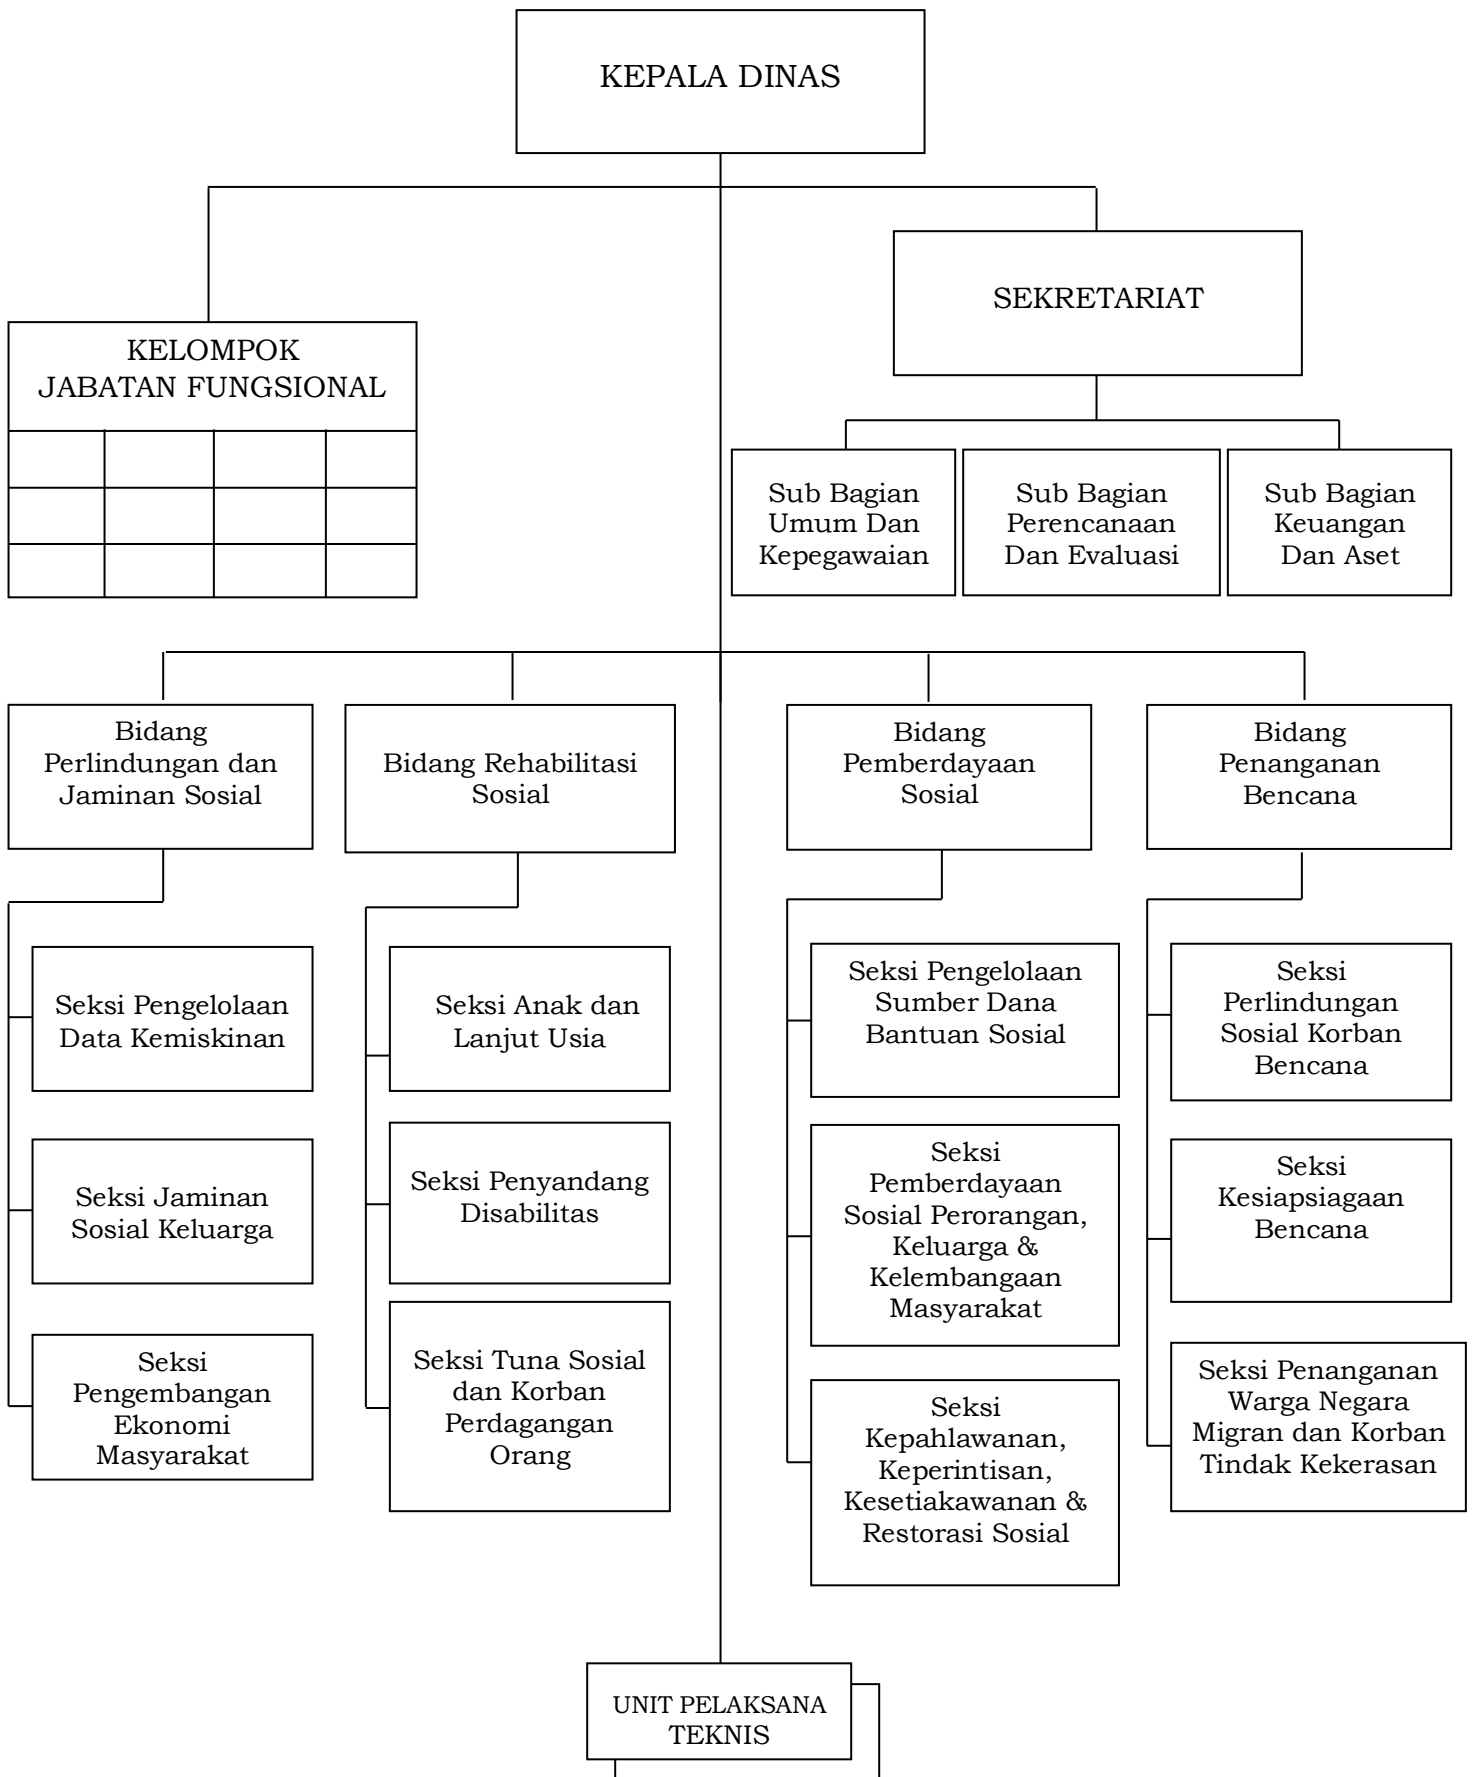 KEPALA DINAS
SEKRETARIAT
KELOMPOK
JABATAN FUNGSIONAL
Sub Bagian
Umum Dan
Kepegawaian
Sub Bagian
Perencanaan
Dan Evaluasi
Sub Bagian
Keuangan
Dan Aset
Bidang
Perlindungan dan
Jaminan Sosial
Bidang Rehabilitasi
Sosial
Bidang
Pemberdayaan
Sosial
Bidang
Penanganan
Bencana
Seksi Pengelolaan
Data Kemiskinan
Seksi Jaminan
Sosial Keluarga
Seksi
Pengembangan
Ekonomi
Masyarakat
Seksi Anak dan
Lanjut Usia
Seksi Penyandang
Disabilitas
Seksi Tuna Sosial
dan Korban
Perdagangan
Orang
Seksi Pengelolaan
Sumber Dana
Bantuan Sosial
Seksi
Pemberdayaan
Sosial Perorangan,
Keluarga &
Kelembangaan
Masyarakat
Seksi
Kepahlawanan,
Keperintisan,
Kesetiakawanan &
Restorasi Sosial
Seksi
Perlindungan
Sosial Korban
Bencana
Seksi
Kesiapsiagaan
Bencana
Seksi Penanganan
Warga Negara
Migran dan Korban
Tindak Kekerasan
UNIT PELAKSANA
TEKNIS